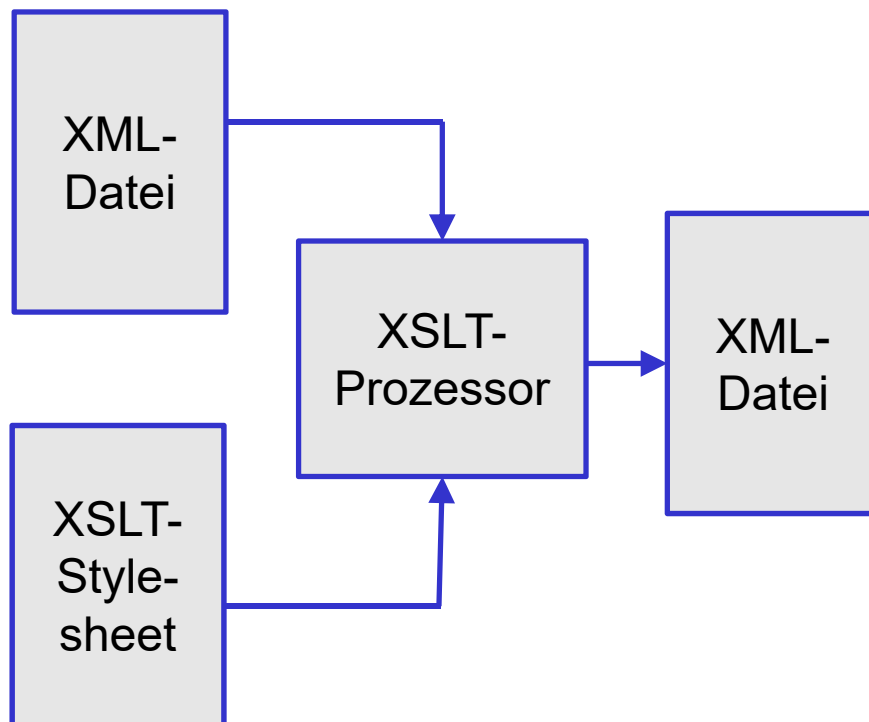 XML-
Datei
XSLT-
Style-
sheet
XSLT-
Prozessor
XML-
Datei